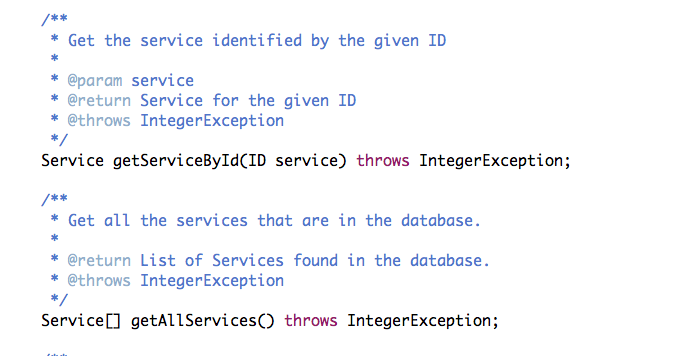 /**
 * Get the service identified by the given ID
 *
 * @param service
 * @return Service for the given ID
 * @throws IntegerException
 */
Service getServiceById(ID service) throws IntegerException;
/**
 * Get all the services that are in the database.
 *
 * @return List of Services found in the database.
 * @throws IntegerException
 */
Service[] getAllServices() throws IntegerException;
/**